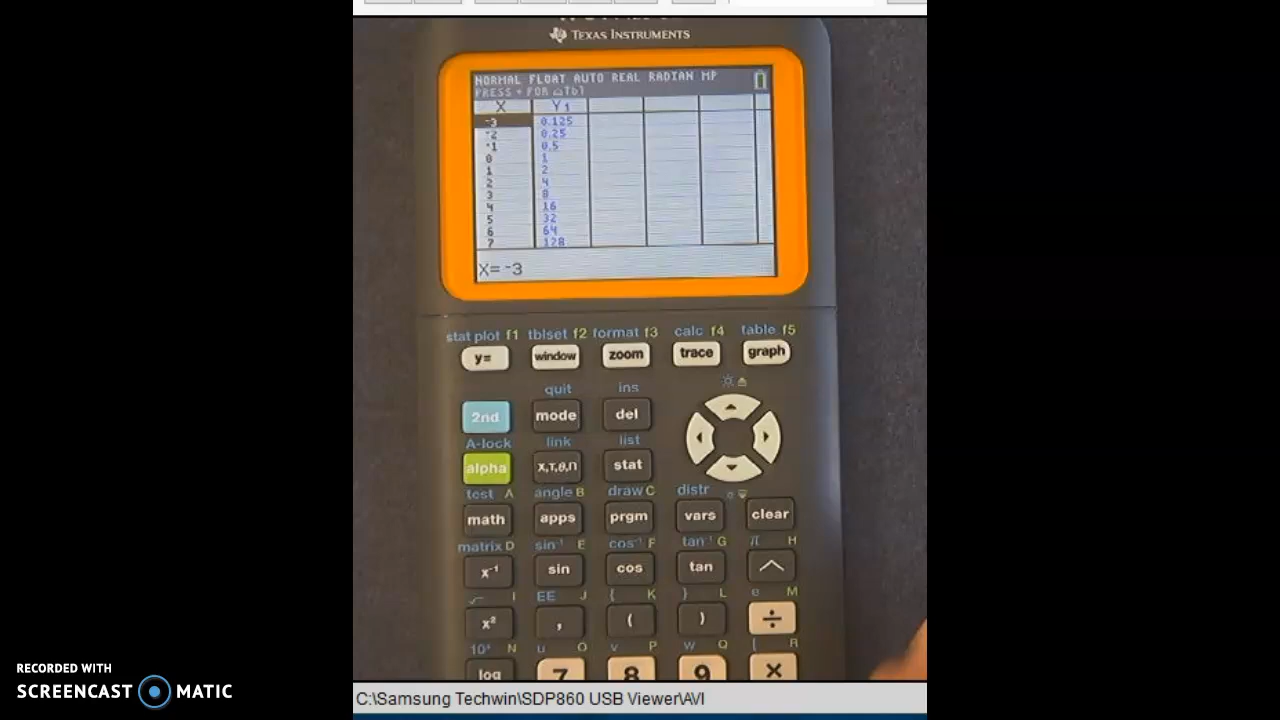 TEXAS INSTRUMENTS
NORMAL FLOAT AUTO REAL RADIAN MP
PRESS + FOR △Tbl
X Y1
-3 0.125
-2 0.25
-1 0.5
0 1
1 2
2 4
3 8
4 16
5 32
6 64
7 128
X= -3
stat plot f1 tblset f2 format f3 calc f4 table f5
y= window zoom trace graph
quit ins
2nd mode del
A-lock link list
alpha X,T,θ,n stat
test A angle B draw C distr
math apps prgm vars clear
matrix D sin⁻¹ E cos⁻¹ F tan⁻¹ G π H
x⁻¹ sin cos tan ^
√ I EE J { K } L e M
x² , ( ) ÷
10ˣ N u O v P w Q [ R
log 7 8 9 ×
RECORDED WITH
SCREENCAST MATIC
C:\Samsung Techwin\SDP860 USB Viewer\AVI